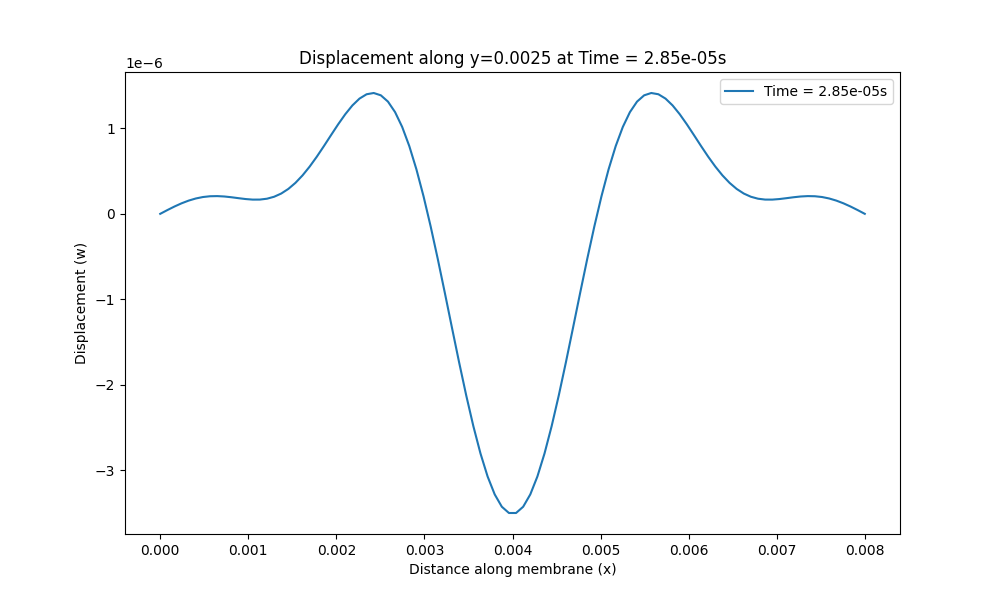 Displacement along y=0.0025 at Time = 2.85e-05s
1e−6
Time = 2.85e-05s
1
0
−1
−2
−3
Displacement (w)
0.000 0.001 0.002 0.003 0.004 0.005 0.006 0.007 0.008
Distance along membrane (x)